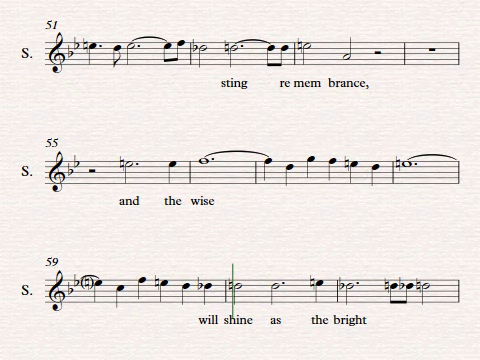 51
S.
sting re mem brance,
55
S.
and the wise
59
S.
will shine as the bright